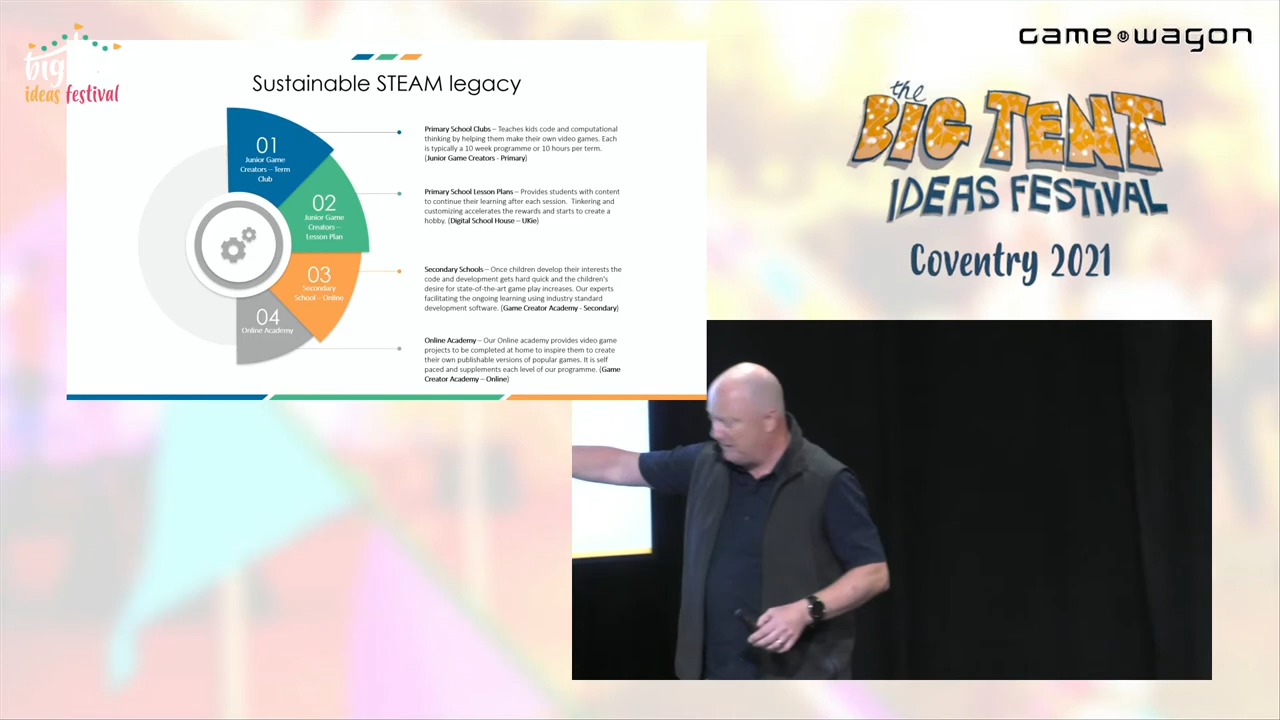 big
ideas festival
GAME WAGON
the
BIG TENT
IDEAS FESTIVAL
Coventry 2021
Sustainable STEAM legacy
01
Junior Game
Creators – Term
Club
02
Junior Game
Creators –
Lesson Plan
03
Secondary
School – Online
04
Online Academy
Primary School Clubs – Teaches kids code and computational
thinking by helping them make their own video games. Each
is typically a 10 week programme or 10 hours per term.
(Junior Game Creators - Primary)
Primary School Lesson Plans – Provides students with content
to continue their learning after each session. Tinkering and
customizing accelerates the rewards and starts to create a
hobby. (Digital School House – UKie)
Secondary Schools – Once children develop their interests the
code and development gets hard quick and the children's
desire for state-of-the-art game play increases. Our experts
facilitating the ongoing learning using industry standard
development software. (Game Creator Academy - Secondary)
Online Academy – Our Online academy provides video game
projects to be completed at home to inspire them to create
their own publishable versions of popular games. It is self
paced and supplements each level of our programme. (Game
Creator Academy – Online)